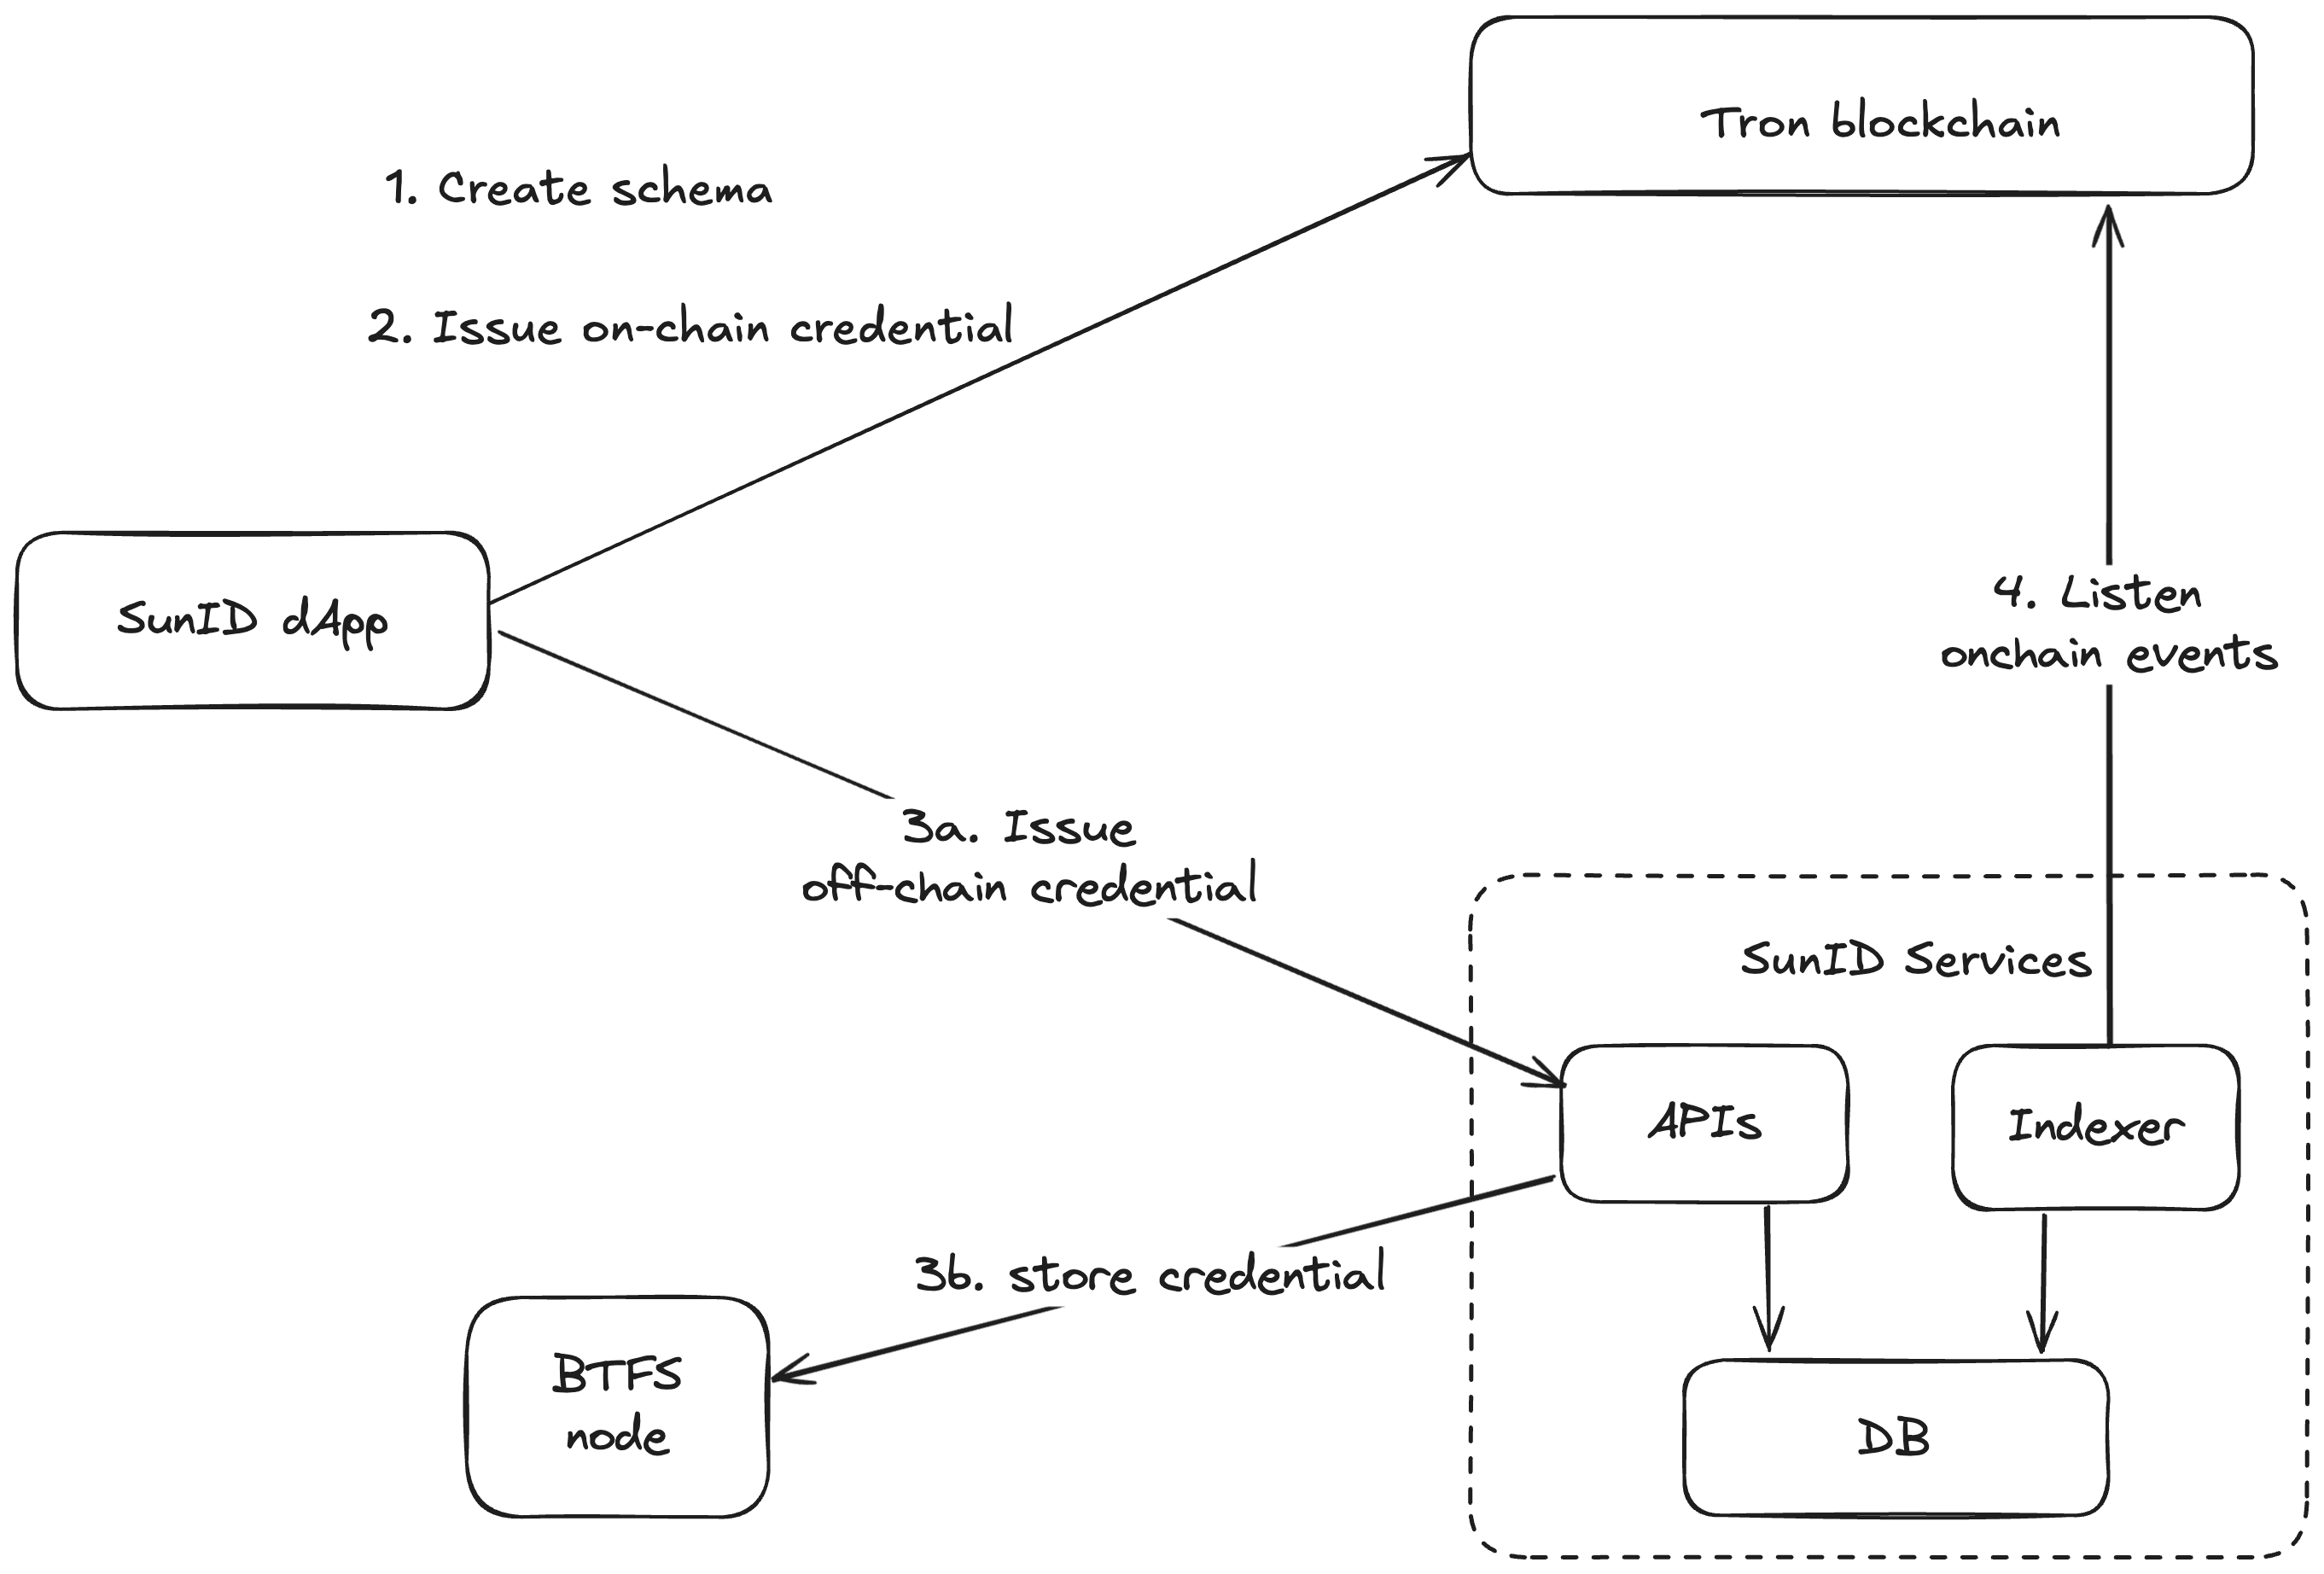 Tron blockchain
1. Create schema
2. Issue on-chain credential
SunID dApp
4. Listen
onchain events
3a. Issue
off-chain credential
SunID Services
APIs
Indexer
3b. store credential
BTFS
node
DB